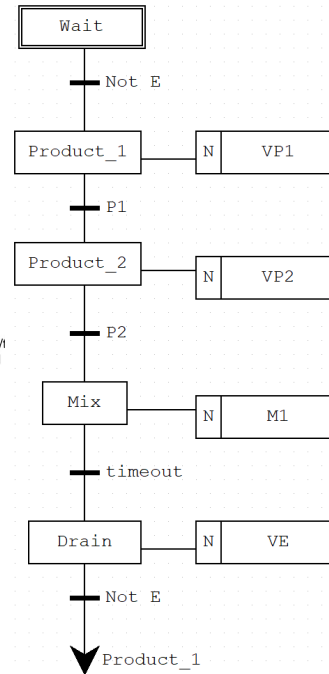 Wait
Not E
Product_1 N VP1
P1
Product_2 N VP2
P2
Mix N M1
timeout
Drain N VE
Not E
Product_1